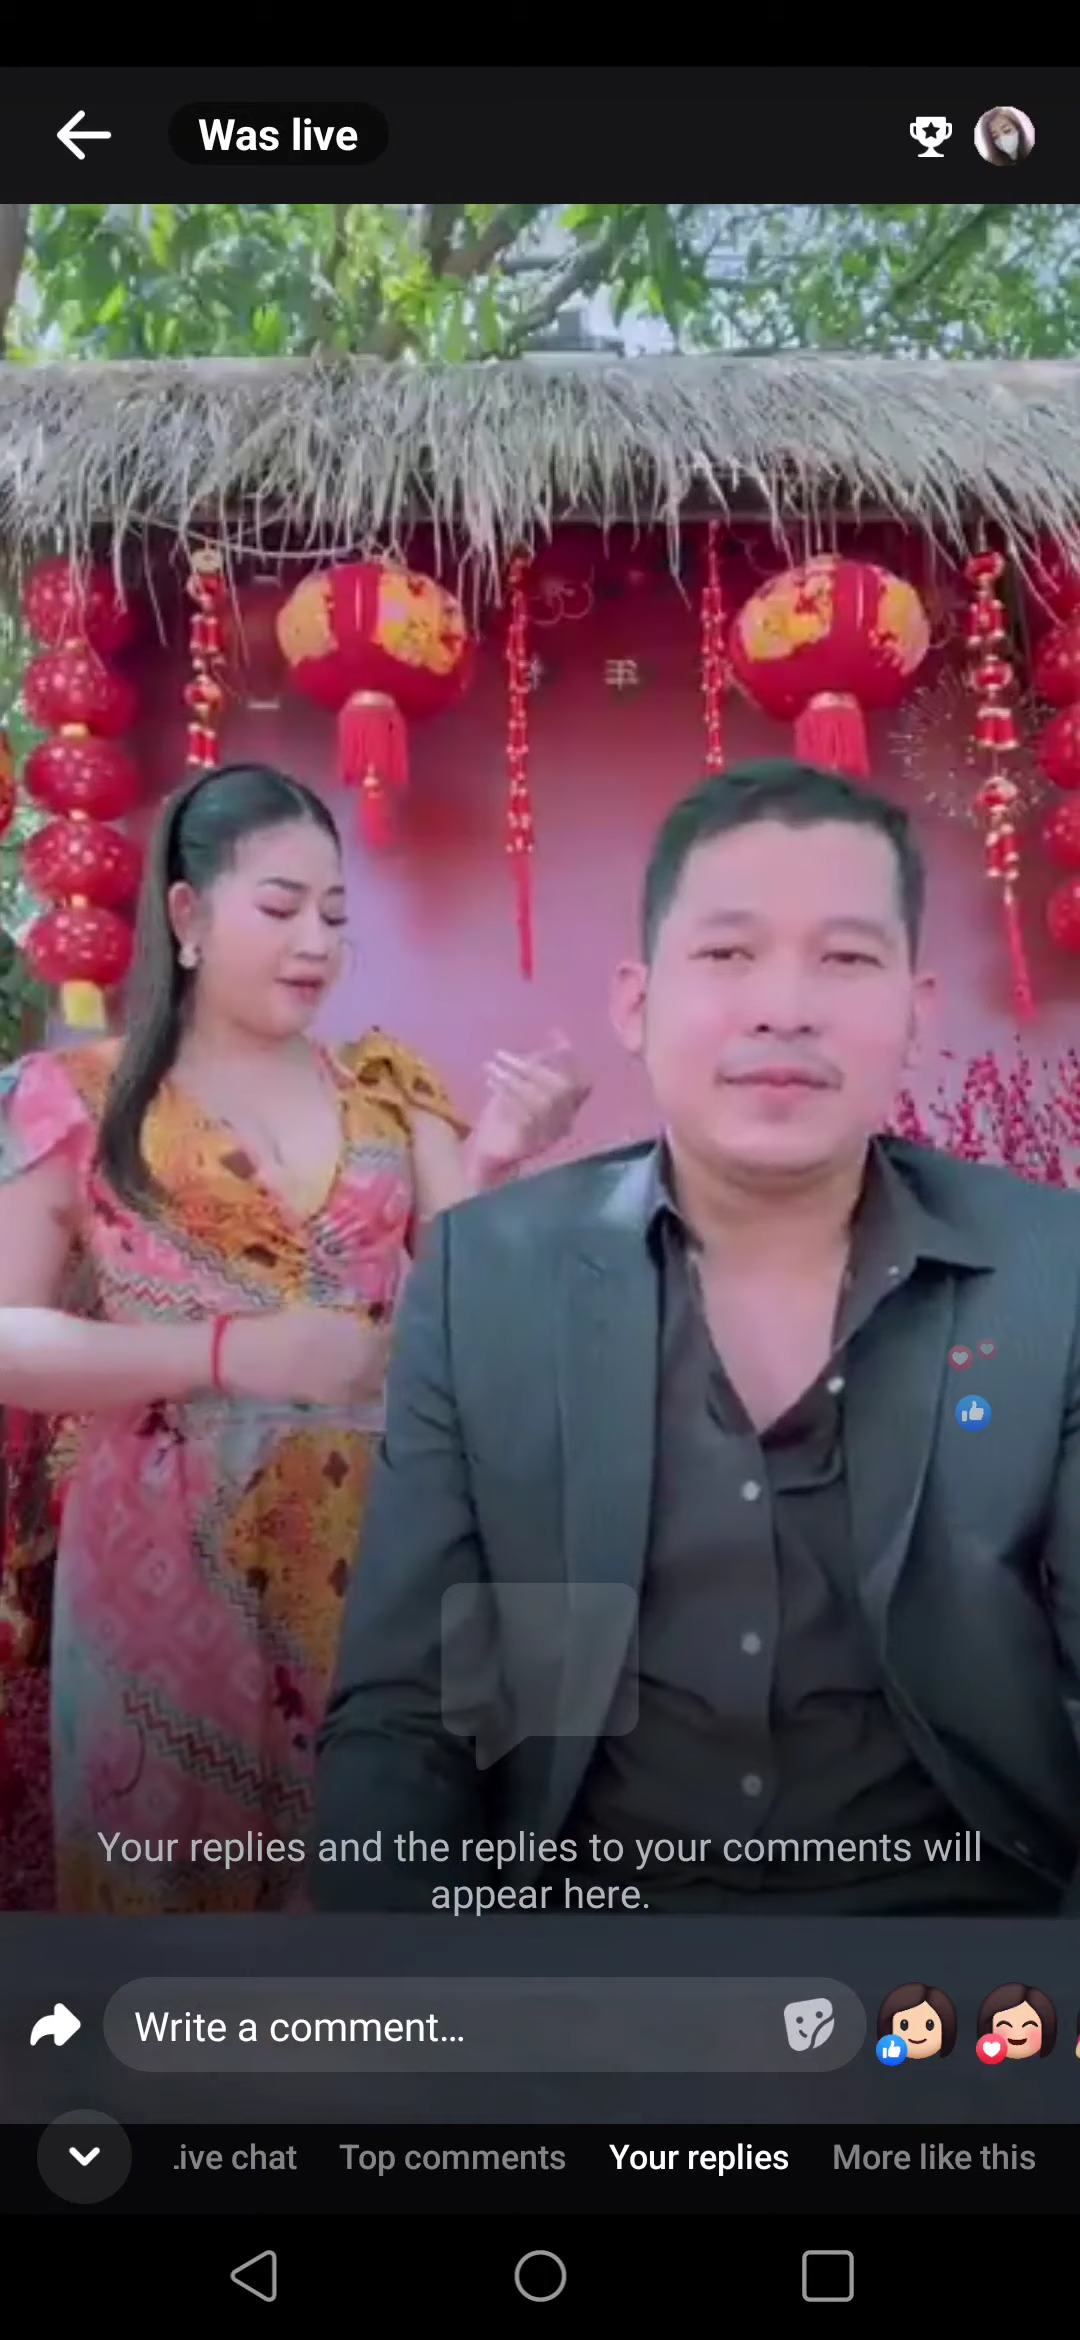 Was live
Your replies and the replies to your comments will
appear here.
Write a comment...
.ive chat Top comments Your replies More like this